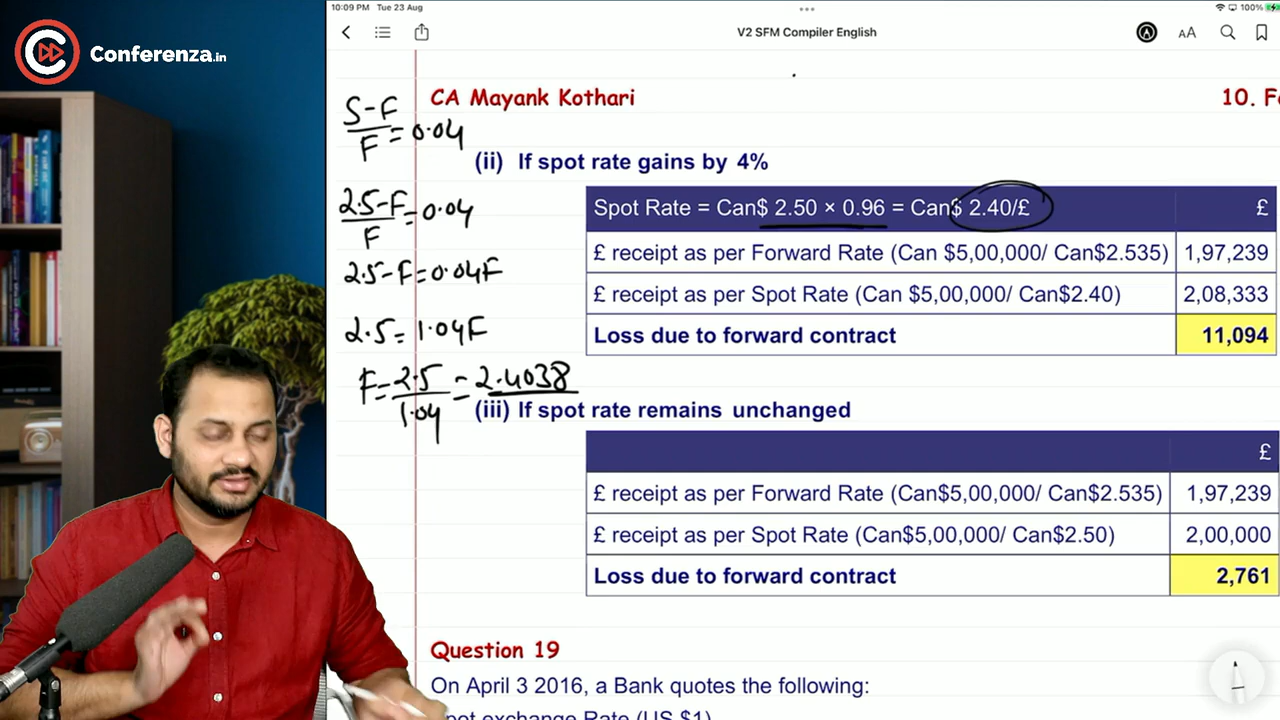 10:09 PM Tue 23 Aug
100%
V2 SFM Compiler English
AA
Conferenza.in
CA Mayank Kothari
10.
S-F/F = 0.04
(ii) If spot rate gains by 4%
2.5-F/F = 0.04
Spot Rate = Can$ 2.50 × 0.96 = Can$ 2.40/£ £
£ receipt as per Forward Rate (Can $5,00,000/ Can$2.535) 1,97,239
2.5-F=0.04F
£ receipt as per Spot Rate (Can $5,00,000/ Can$2.40) 2,08,333
2.5=1.04F
Loss due to forward contract 11,094
F=2.5/1.04 = 2.4038
(iii) If spot rate remains unchanged
£
£ receipt as per Forward Rate (Can$5,00,000/ Can$2.535) 1,97,239
£ receipt as per Spot Rate (Can$5,00,000/ Can$2.50) 2,00,000
Loss due to forward contract 2,761
Question 19
On April 3 2016, a Bank quotes the following:
exchange Rate (US $1)